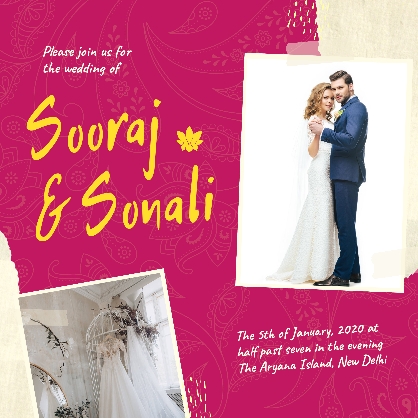 Please join us for
the wedding of
Sooraj
& Sonali
The 5th of January, 2020 at
half past seven in the evening
The Aryana Island, New Delhi